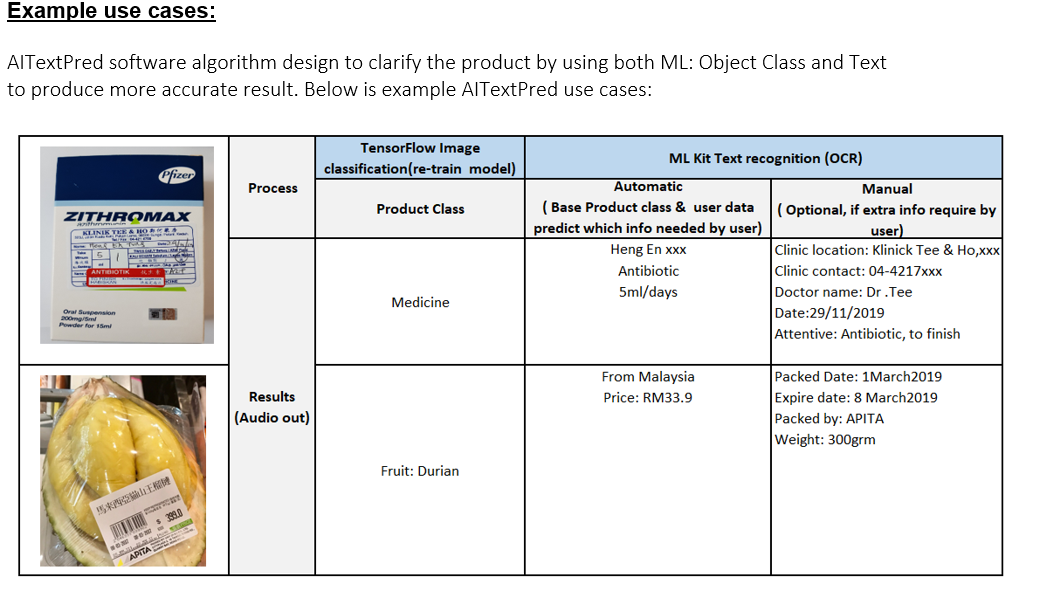 Example use cases:
AITextPred software algorithm design to clarify the product by using both ML: Object Class and Text
to produce more accurate result. Below is example AITextPred use cases:
Process
TensorFlow Image
classification(re-train model)
ML Kit Text recognition (OCR)
Product Class
Automatic
( Base Product class & user data
predict which info needed by user)
Manual
( Optional, if extra info require by
user)
Pfizer
ZITHROMAX
KLINIK TEE & HO
5
1
ANTIBIOTIK
Oral Suspension
200mg/5ml
Powder for 15ml
Results
(Audio out)
Medicine
Heng En xxx
Antibiotic
5ml/days
Clinic location: Klinick Tee & Ho,xxx
Clinic contact: 04-4217xxx
Doctor name: Dr .Tee
Date:29/11/2019
Attentive: Antibiotic, to finish
馬來西亞貓山王榴槤
$ 399.0
APITA
Fruit: Durian
From Malaysia
Price: RM33.9
Packed Date: 1March2019
Expire date: 8 March2019
Packed by: APITA
Weight: 300grm